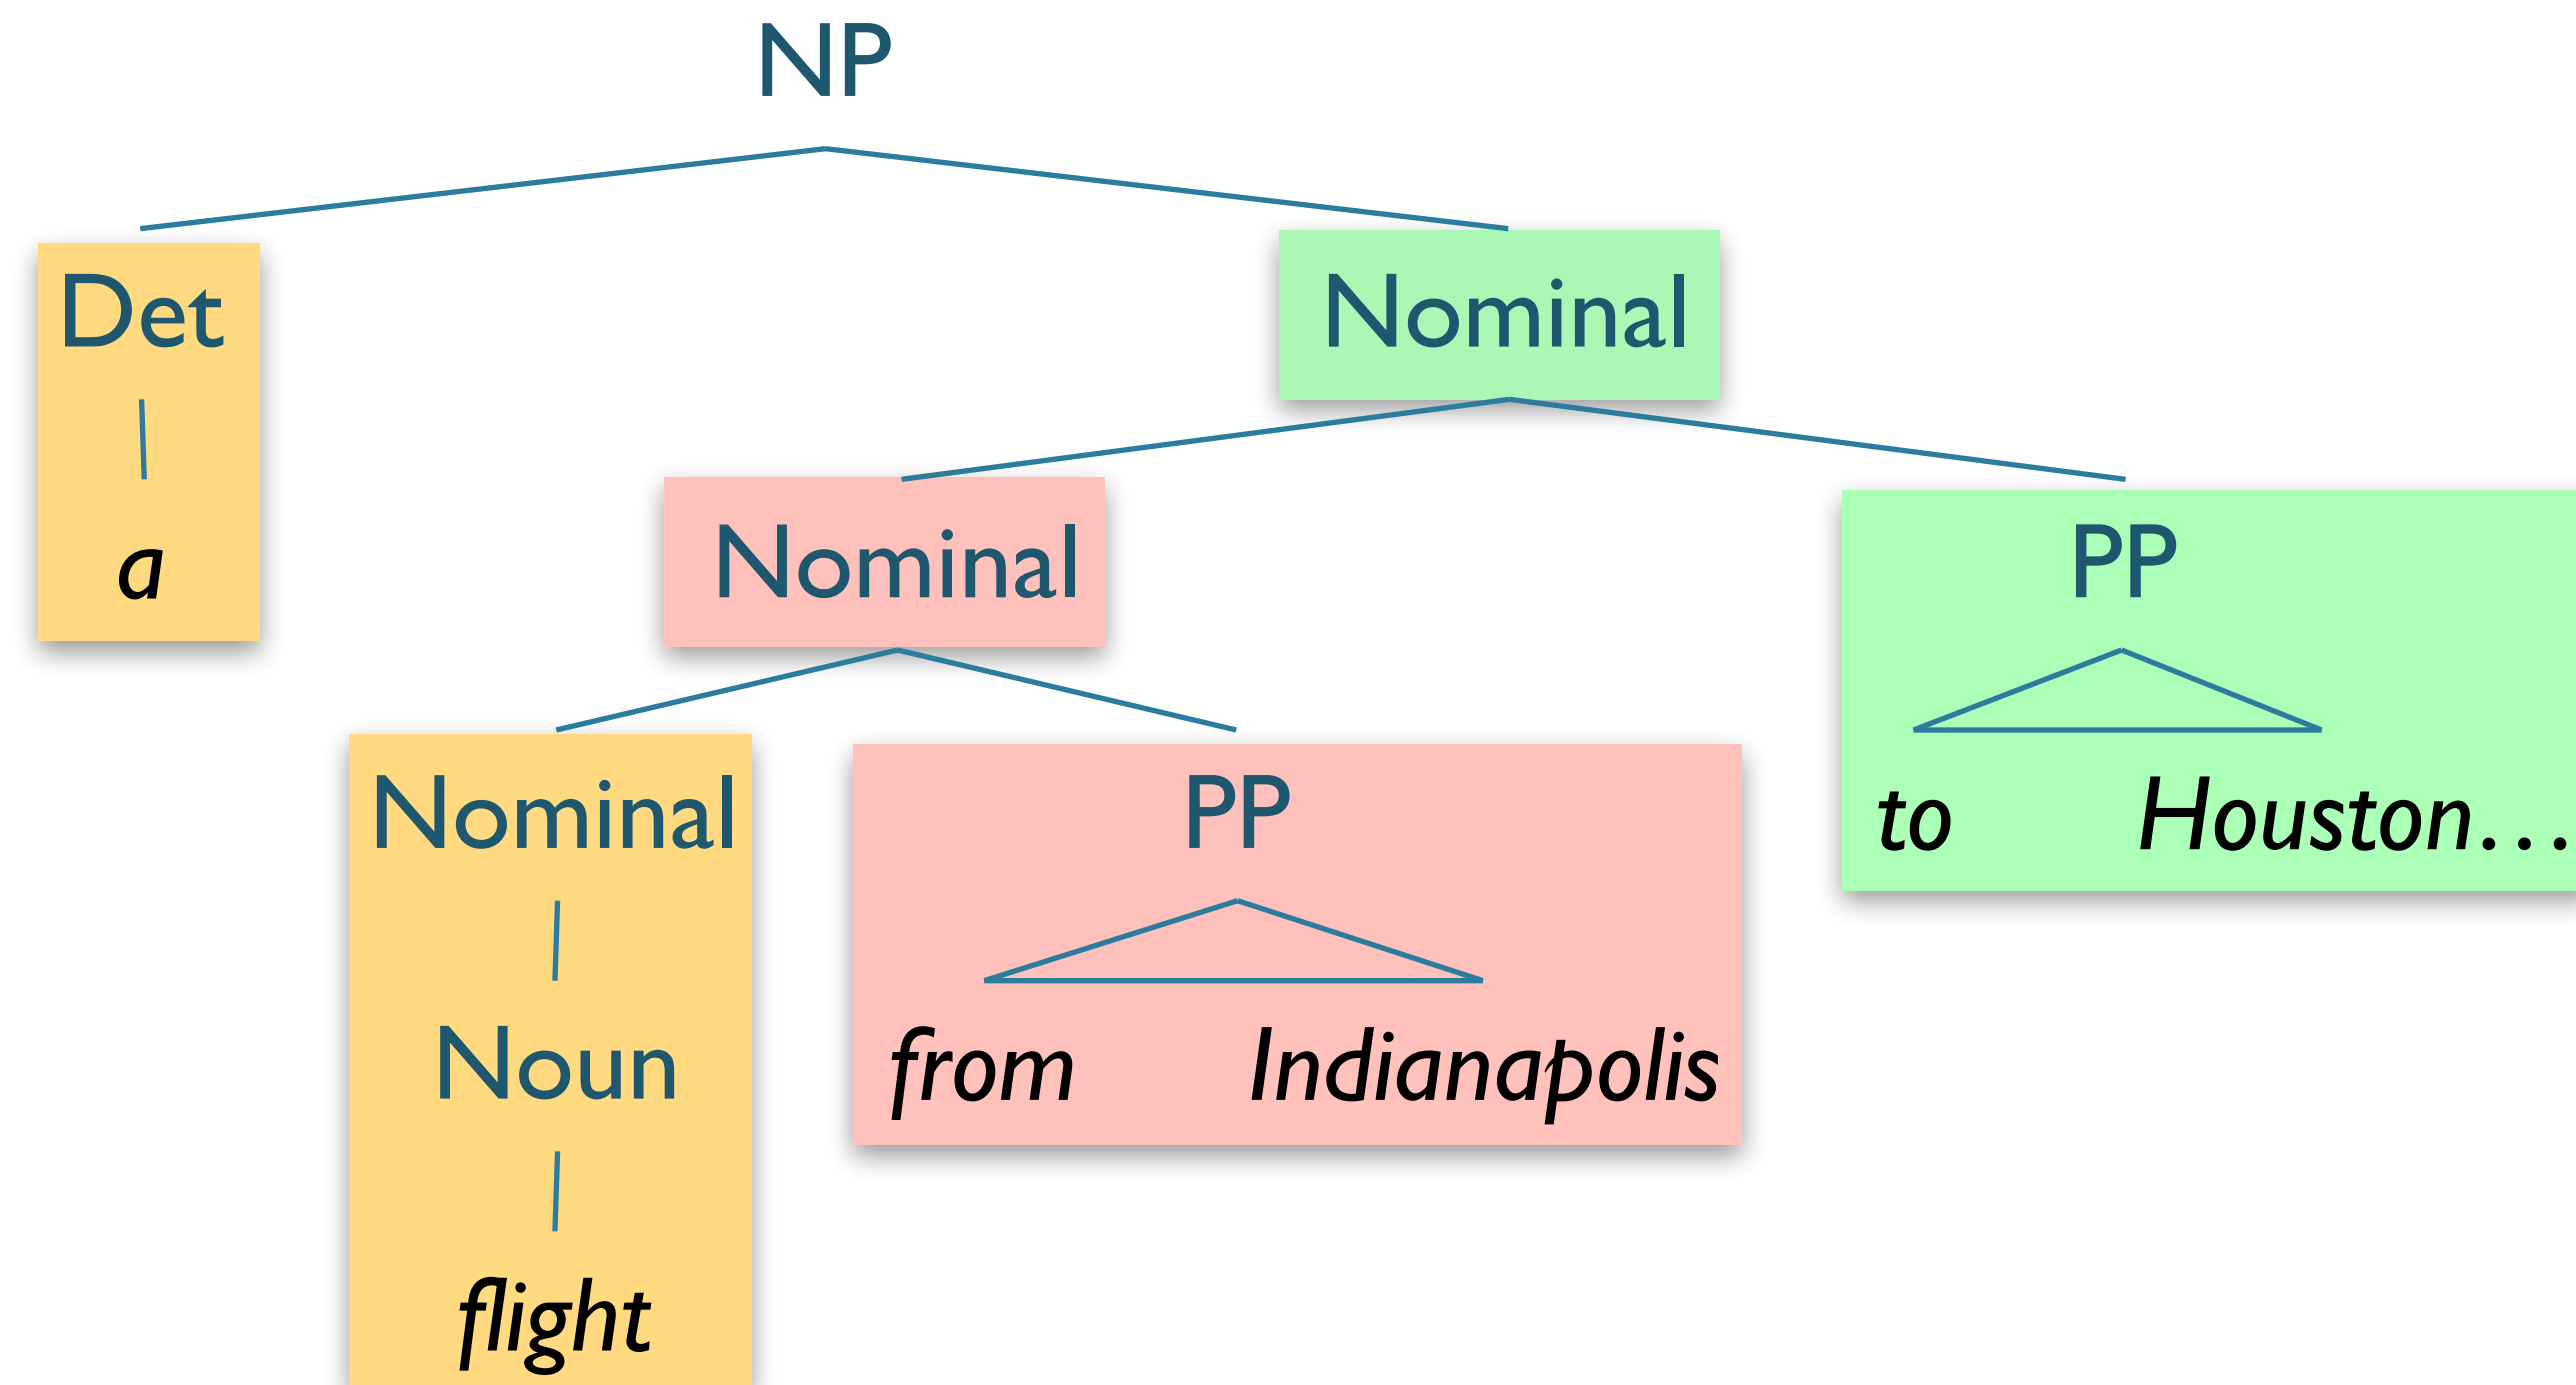 NP
Det Nominal
a Nominal PP
Nominal PP to Houston…
Noun from Indianapolis
flight